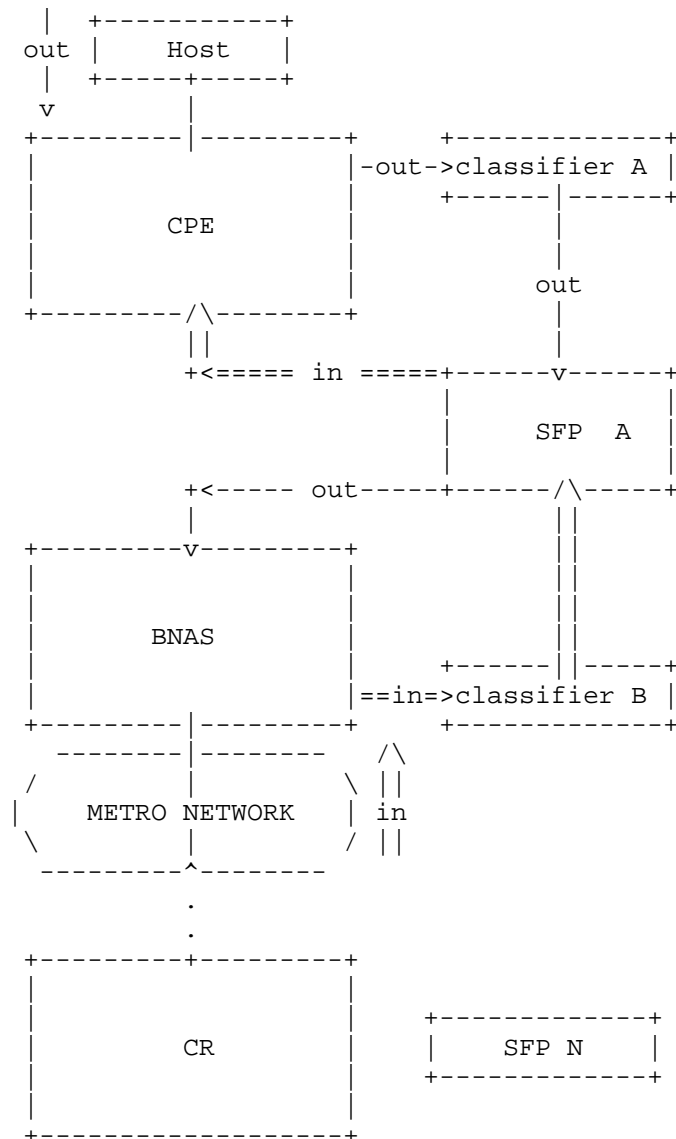 out
Host
-out->classifier A
CPE
out
in
SFP A
out
BNAS
==in=>classifier B
METRO NETWORK
in
CR
SFP N